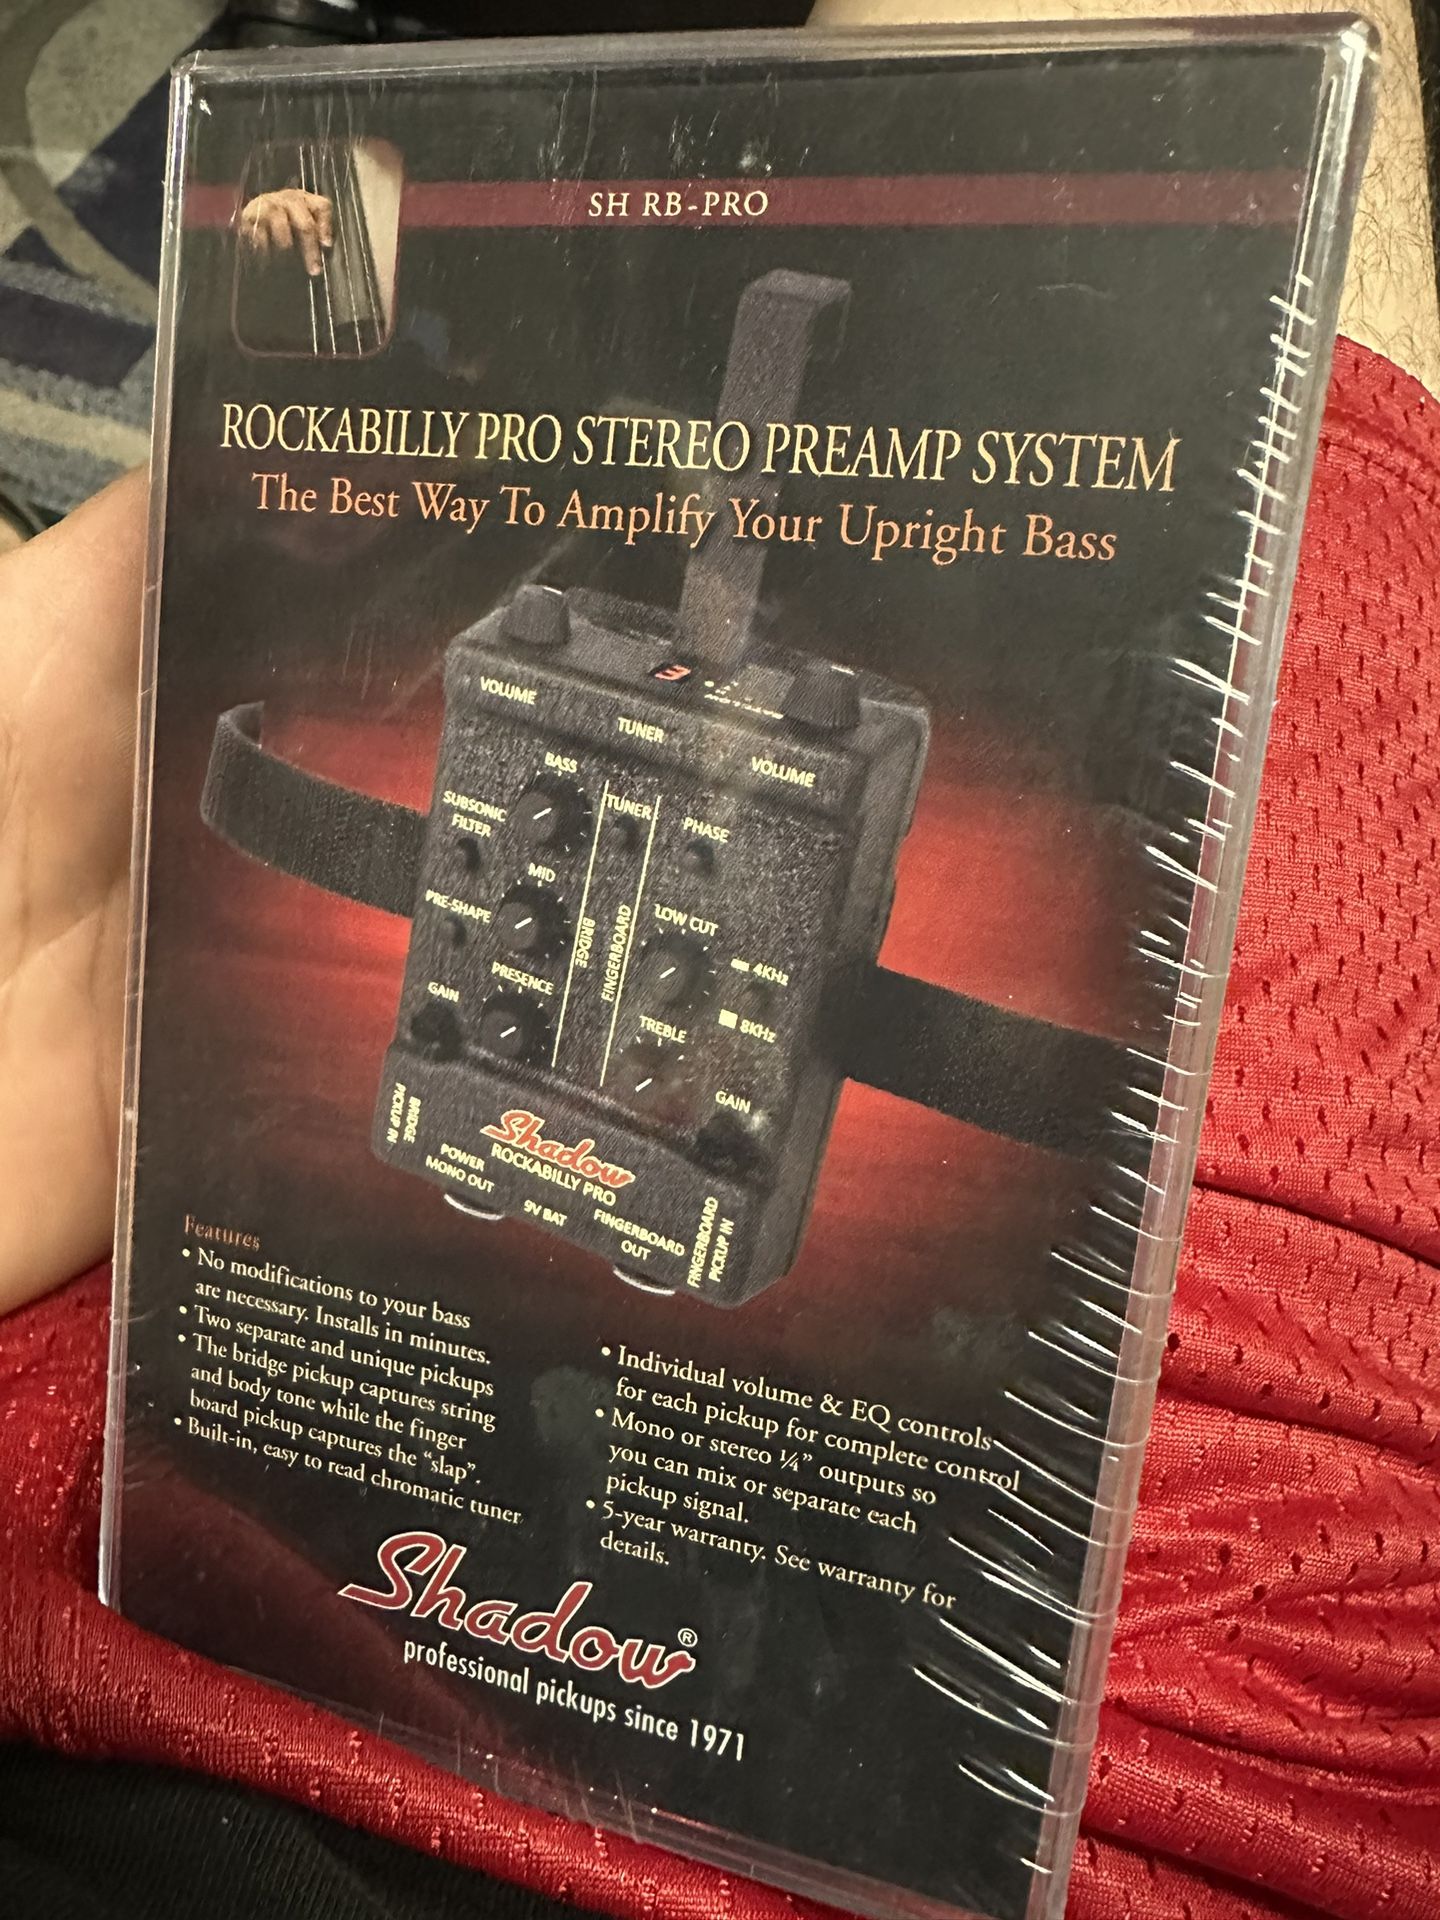 SH RB-PRO
ROCKABILLY PRO STEREO PREAMP SYSTEM
The Best Way To Amplify Your Upright Bass
3
VOLUME
TUNER
VOLUME
BASS
TUNER
SUBSONIC
FILTER
PHASE
MID
PRE-SHAPE
LOW CUT
BRIDGE
FINGERBOARD
4KHz
PRESENCE
GAIN
8KHz
TREBLE
GAIN
BRIDGE
PICKUP IN
Shadow
ROCKABILLY PRO
POWER
MONO OUT
9V BAT
FINGERBOARD
OUT
FINGERBOARD
PICKUP IN
Features
• No modifications to your bass
are necessary. Installs in minutes.
• Two separate and unique pickups
• The bridge pickup captures string
and body tone while the finger
board pickup captures the “slap”.
• Built-in, easy to read chromatic tuner
• Individual volume & EQ controls
for each pickup for complete control
• Mono or stereo ¼” outputs so
you can mix or separate each
pickup signal.
• 5-year warranty. See warranty for
details.
Shadow®
professional pickups since 1971